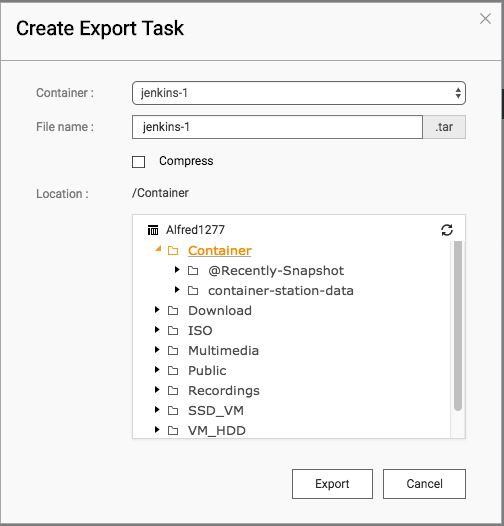 Create Export Task
Container :
jenkins-1
File name :
jenkins-1
.tar
Compress
Location :
/Container
Alfred1277
Container
@Recently-Snapshot
container-station-data
Download
ISO
Multimedia
Public
Recordings
SSD_VM
VM_HDD
Export
Cancel